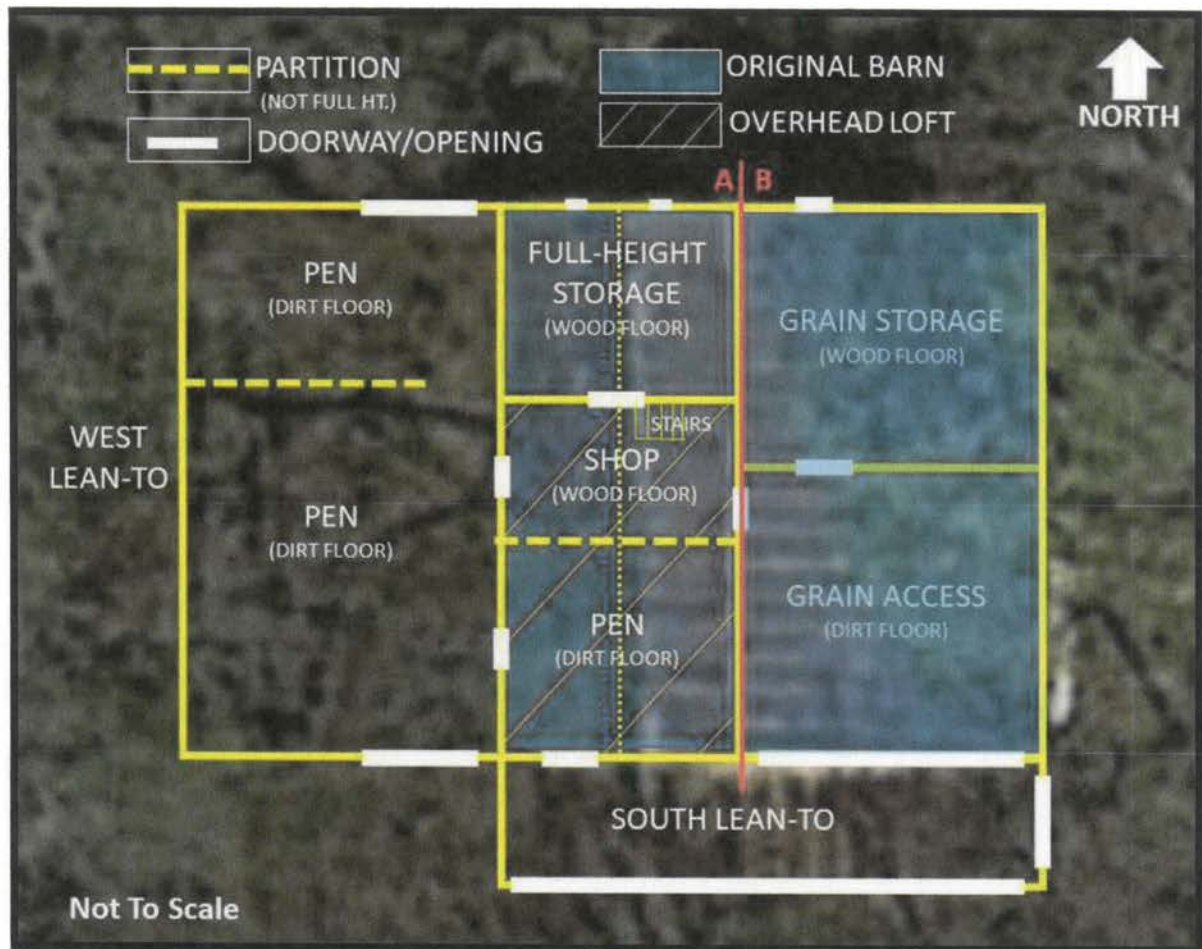 PARTITION
(NOT FULL HT.)
DOORWAY/OPENING
ORIGINAL BARN
OVERHEAD LOFT
NORTH
A B
PEN
(DIRT FLOOR)
FULL-HEIGHT
STORAGE
(WOOD FLOOR)
GRAIN STORAGE
(WOOD FLOOR)
WEST
LEAN-TO
STAIRS
SHOP
(WOOD FLOOR)
PEN
(DIRT FLOOR)
PEN
(DIRT FLOOR)
GRAIN ACCESS
(DIRT FLOOR)
SOUTH LEAN-TO
Not To Scale